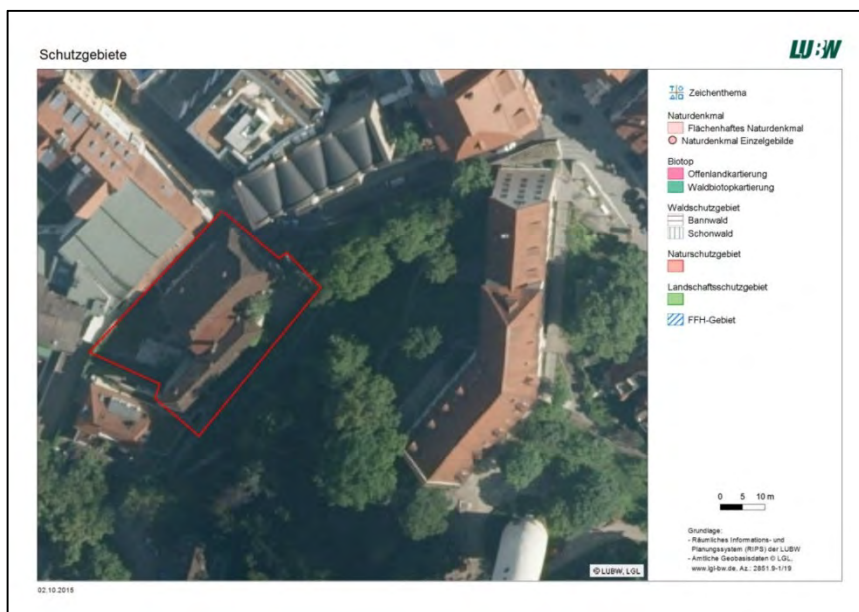 Schutzgebiete
LUBW
Zeichenthema
Naturdenkmal
Flächenhaftes Naturdenkmal
Naturdenkmal Einzelgebilde
Biotop
Offenlandkartierung
Waldbiotopkartierung
Waldschutzgebiet
Bannwald
Schonwald
Naturschutzgebiet
Landschaftsschutzgebiet
FFH-Gebiet
0 5 10 m
Grundlage:
- Räumliches Informations- und
Planungssystem (RIPS) der LUBW
- Amtliche Geobasisdaten © LGL,
www.lgl-bw.de, Az.: 2851.9-1/19
© LUBW, LGL
02.10.2015